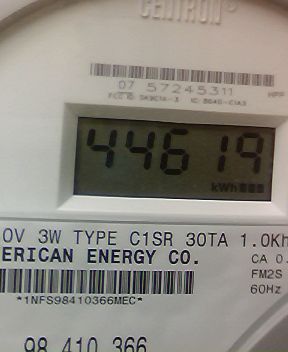 CENTRON®
07 57245311
44619
kWh
0V 3W TYPE C1SR 30TA 1.0Kh
ERICAN ENERGY CO.
CA 0.
FM2S
60Hz
*1NFS98410366MEC*
98 410 366